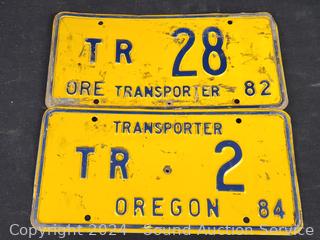 TR 28
ORE TRANSPORTER 82
TRANSPORTER
TR 2
OREGON 84
Copyright 2024 - Sound Auction Service